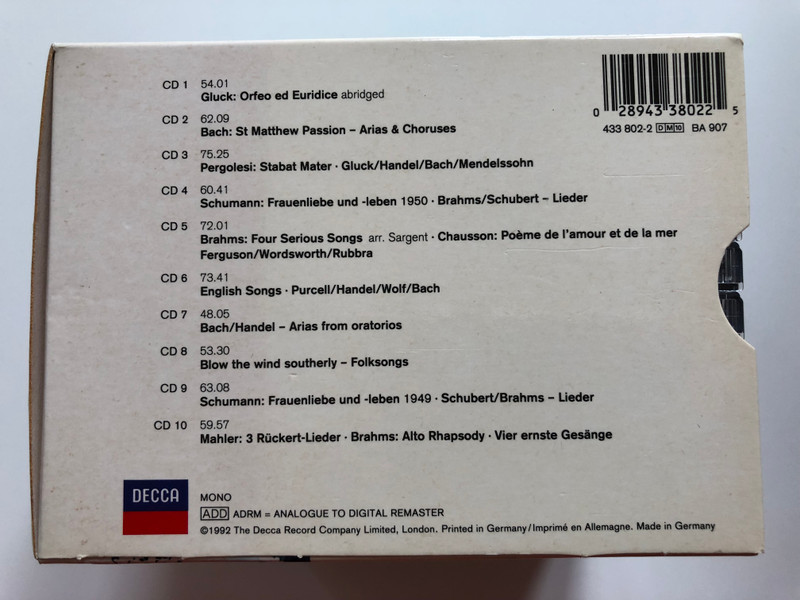 CD 1 54.01
Gluck: Orfeo ed Euridice abridged
CD 2 62.09
Bach: St Matthew Passion – Arias & Choruses
CD 3 75.25
Pergolesi: Stabat Mater · Gluck/Handel/Bach/Mendelssohn
CD 4 60.41
Schumann: Frauenliebe und -leben 1950 · Brahms/Schubert – Lieder
CD 5 72.01
Brahms: Four Serious Songs arr. Sargent · Chausson: Poème de l'amour et de la mer
Ferguson/Wordsworth/Rubbra
CD 6 73.41
English Songs · Purcell/Handel/Wolf/Bach
CD 7 48.05
Bach/Handel – Arias from oratorios
CD 8 53.30
Blow the wind southerly – Folksongs
CD 9 63.08
Schumann: Frauenliebe und -leben 1949 · Schubert/Brahms – Lieder
CD 10 59.57
Mahler: 3 Rückert-Lieder · Brahms: Alto Rhapsody · Vier ernste Gesänge
0 28943 38022 5
433 802-2 DM10 BA 907
DECCA
MONO
ADD ADRM = ANALOGUE TO DIGITAL REMASTER
©1992 The Decca Record Company Limited, London. Printed in Germany/Imprimé en Allemagne. Made in Germany